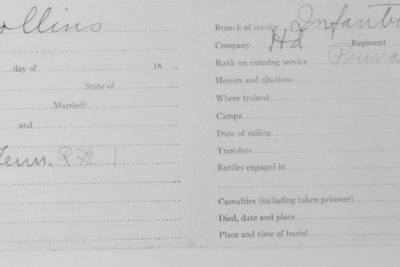 ollins
day of 18
State of
Married?
and
Tenn. R # 1
Branch of service Infantr
Company Hd Regiment
Rank on entering service Priva
Honors and citations
Where trained
Camps
Date of sailing
Transfers
Battles engaged in
Casualties (including taken prisoner)
Died, date and place
Place and time of burial